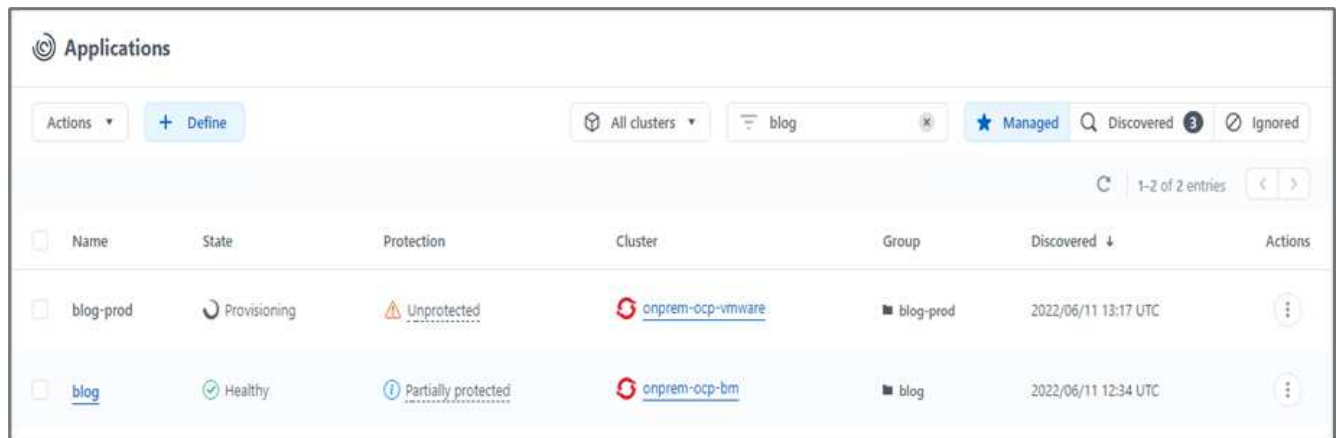 Applications
Actions + Define All clusters blog Managed Discovered 3 Ignored
1–2 of 2 entries
Name State Protection Cluster Group Discovered ↓ Actions
blog-prod Provisioning Unprotected onprem-ocp-vmware blog-prod 2022/06/11 13:17 UTC
blog Healthy Partially protected onprem-ocp-bm blog 2022/06/11 12:34 UTC